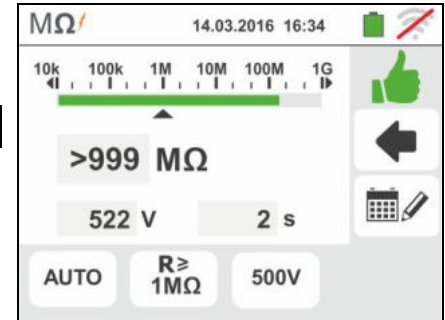 MΩ 14.03.2016 16:34
10k 100k 1M 10M 100M 1G
>999 MΩ
522 V 2 s
AUTO R≥ 1MΩ 500V